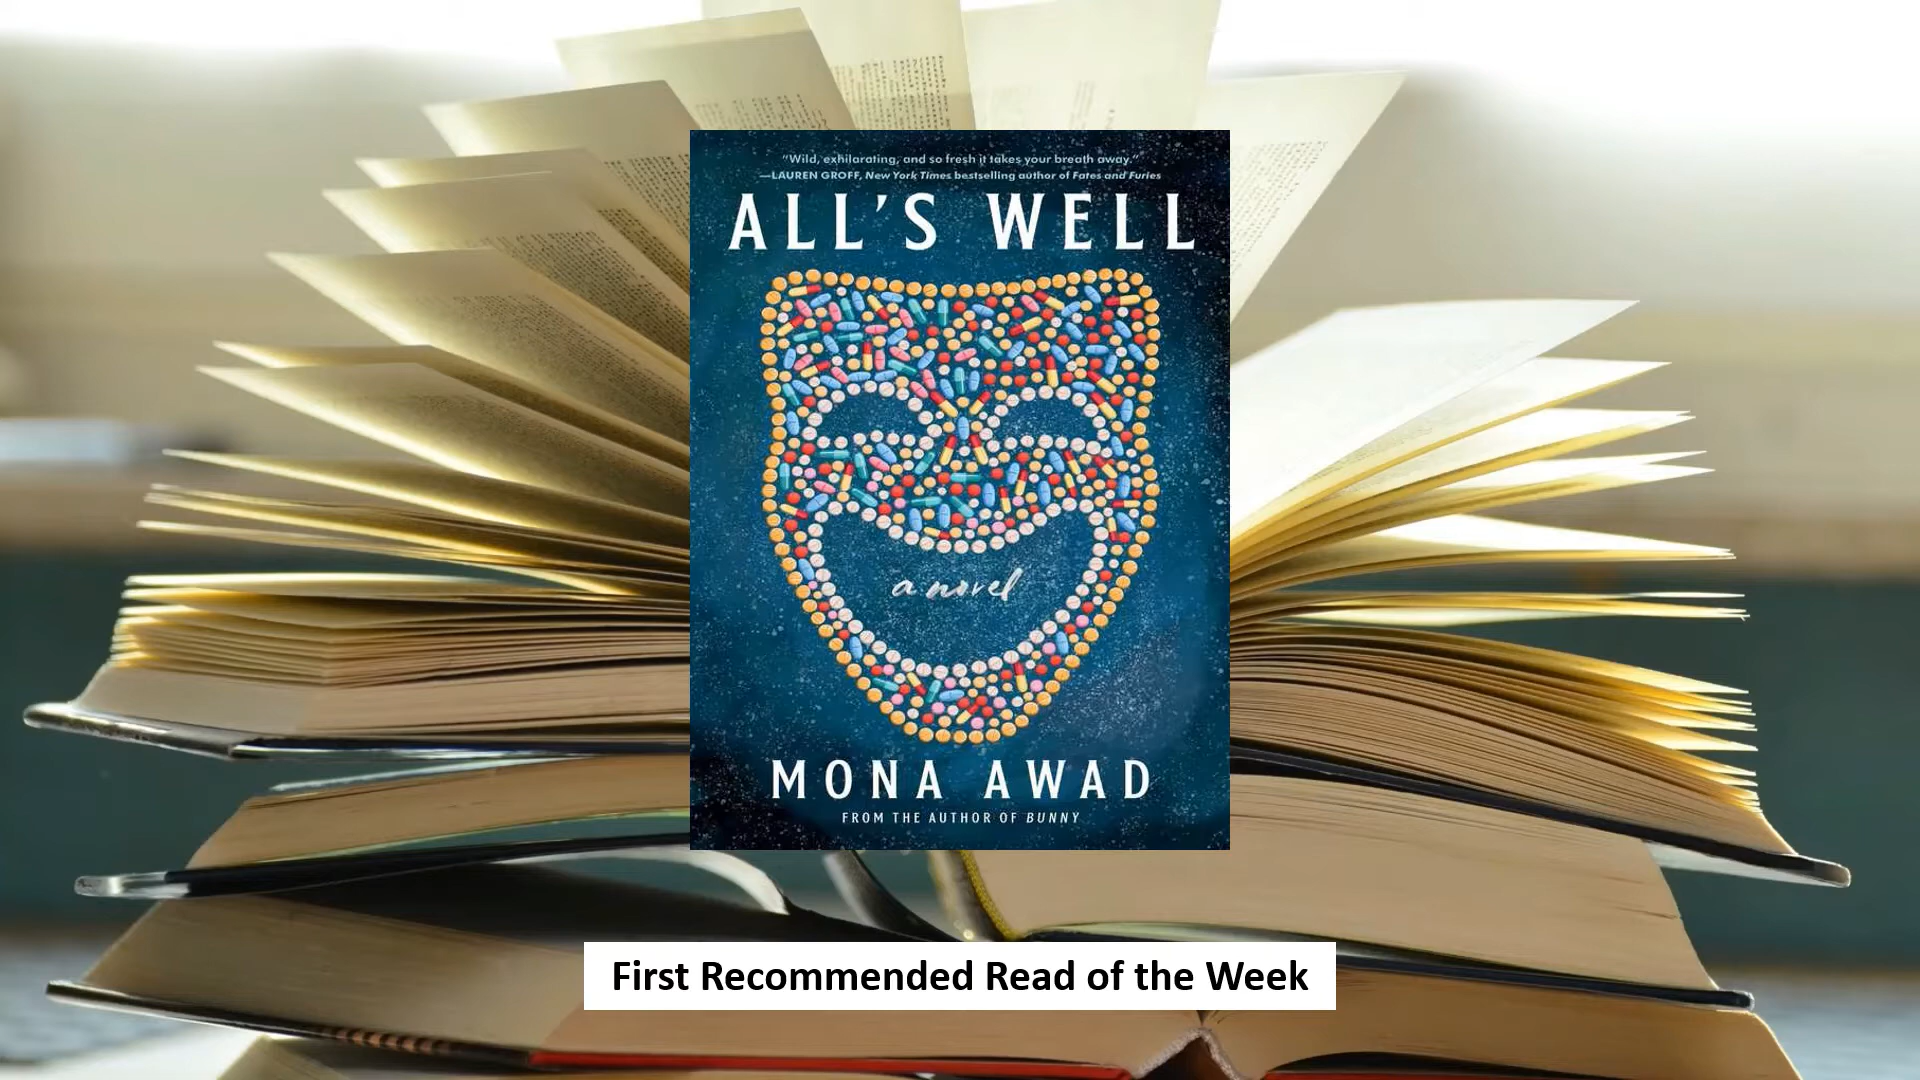 "Wild, exhilarating, and so fresh it takes your breath away."
—LAUREN GROFF, New York Times bestselling author of Fates and Furies
ALL'S WELL
a novel
MONA AWAD
FROM THE AUTHOR OF BUNNY
First Recommended Read of the Week